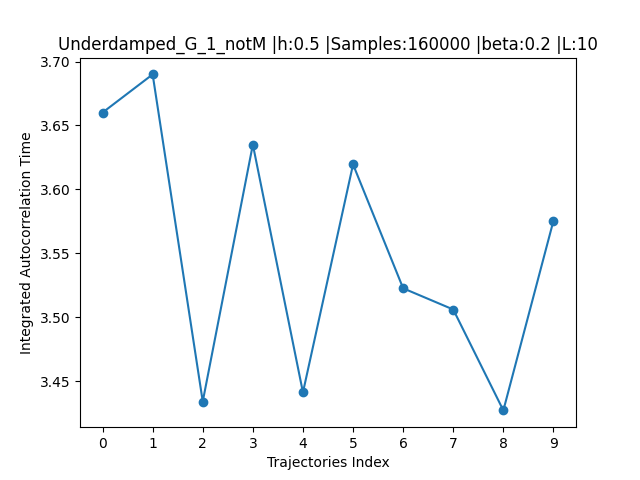 Underdamped_G_1_notM |h:0.5 |Samples:160000 |beta:0.2 |L:10
3.70
3.65
3.60
3.55
3.50
3.45
Integrated Autocorrelation Time
0 1 2 3 4 5 6 7 8 9
Trajectories Index